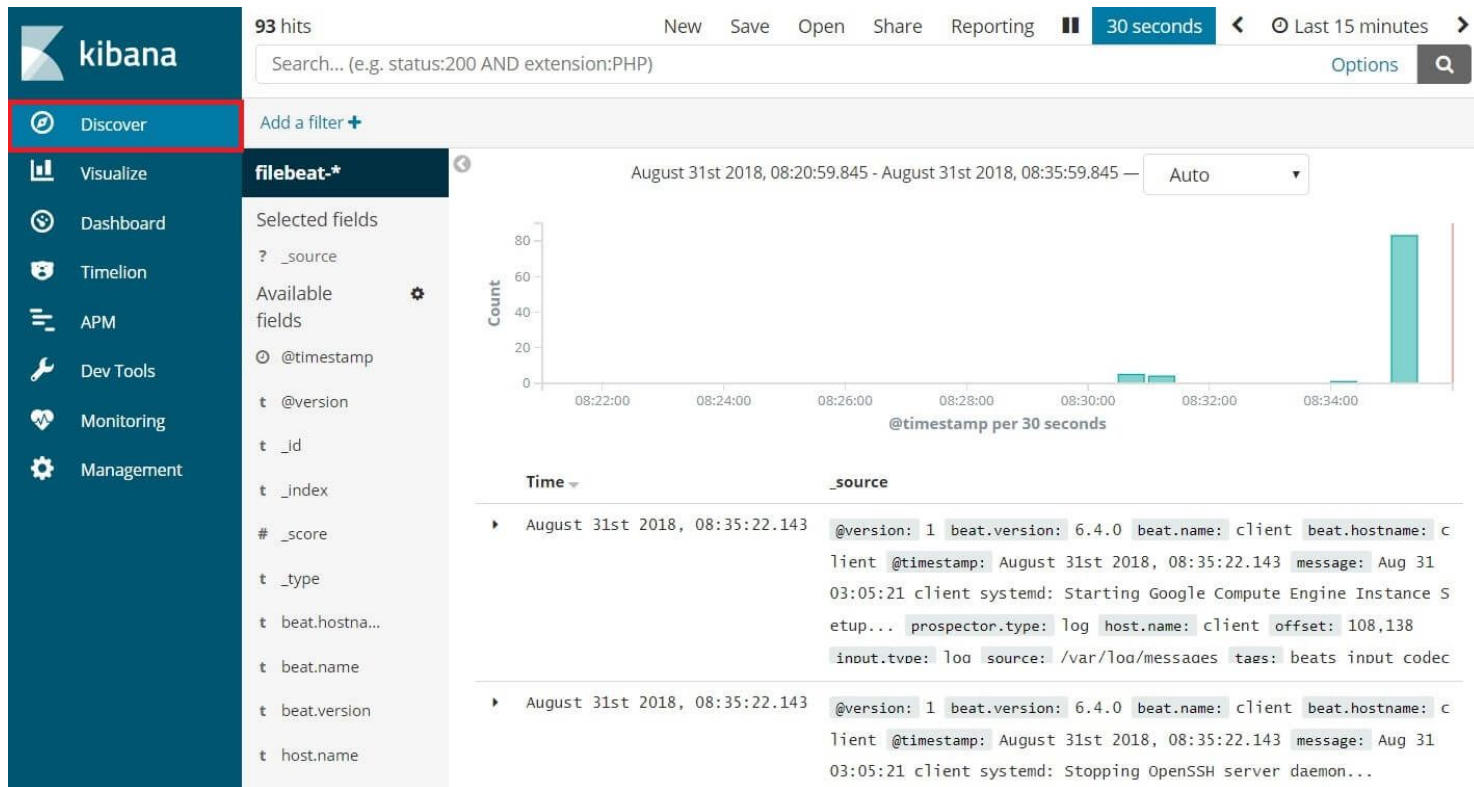 kibana
Discover
Visualize
Dashboard
Timelion
APM
Dev Tools
Monitoring
Management
93 hits
New Save Open Share Reporting 30 seconds Last 15 minutes
Search... (e.g. status:200 AND extension:PHP) Options
Add a filter +
filebeat-*
Selected fields
? _source
Available
fields
@timestamp
t @version
t _id
t _index
# _score
t _type
t beat.hostna...
t beat.name
t beat.version
t host.name
August 31st 2018, 08:20:59.845 - August 31st 2018, 08:35:59.845 — Auto
Count
80
60
40
20
0
08:22:00 08:24:00 08:26:00 08:28:00 08:30:00 08:32:00 08:34:00
@timestamp per 30 seconds
Time _source
August 31st 2018, 08:35:22.143 @version: 1 beat.version: 6.4.0 beat.name: client beat.hostname: c
lient @timestamp: August 31st 2018, 08:35:22.143 message: Aug 31
03:05:21 client systemd: Starting Google Compute Engine Instance S
etup... prospector.type: log host.name: client offset: 108,138
input.type: log source: /var/log/messages tags: beats input codec
August 31st 2018, 08:35:22.143 @version: 1 beat.version: 6.4.0 beat.name: client beat.hostname: c
lient @timestamp: August 31st 2018, 08:35:22.143 message: Aug 31
03:05:21 client systemd: Stopping OpenSSH server daemon...